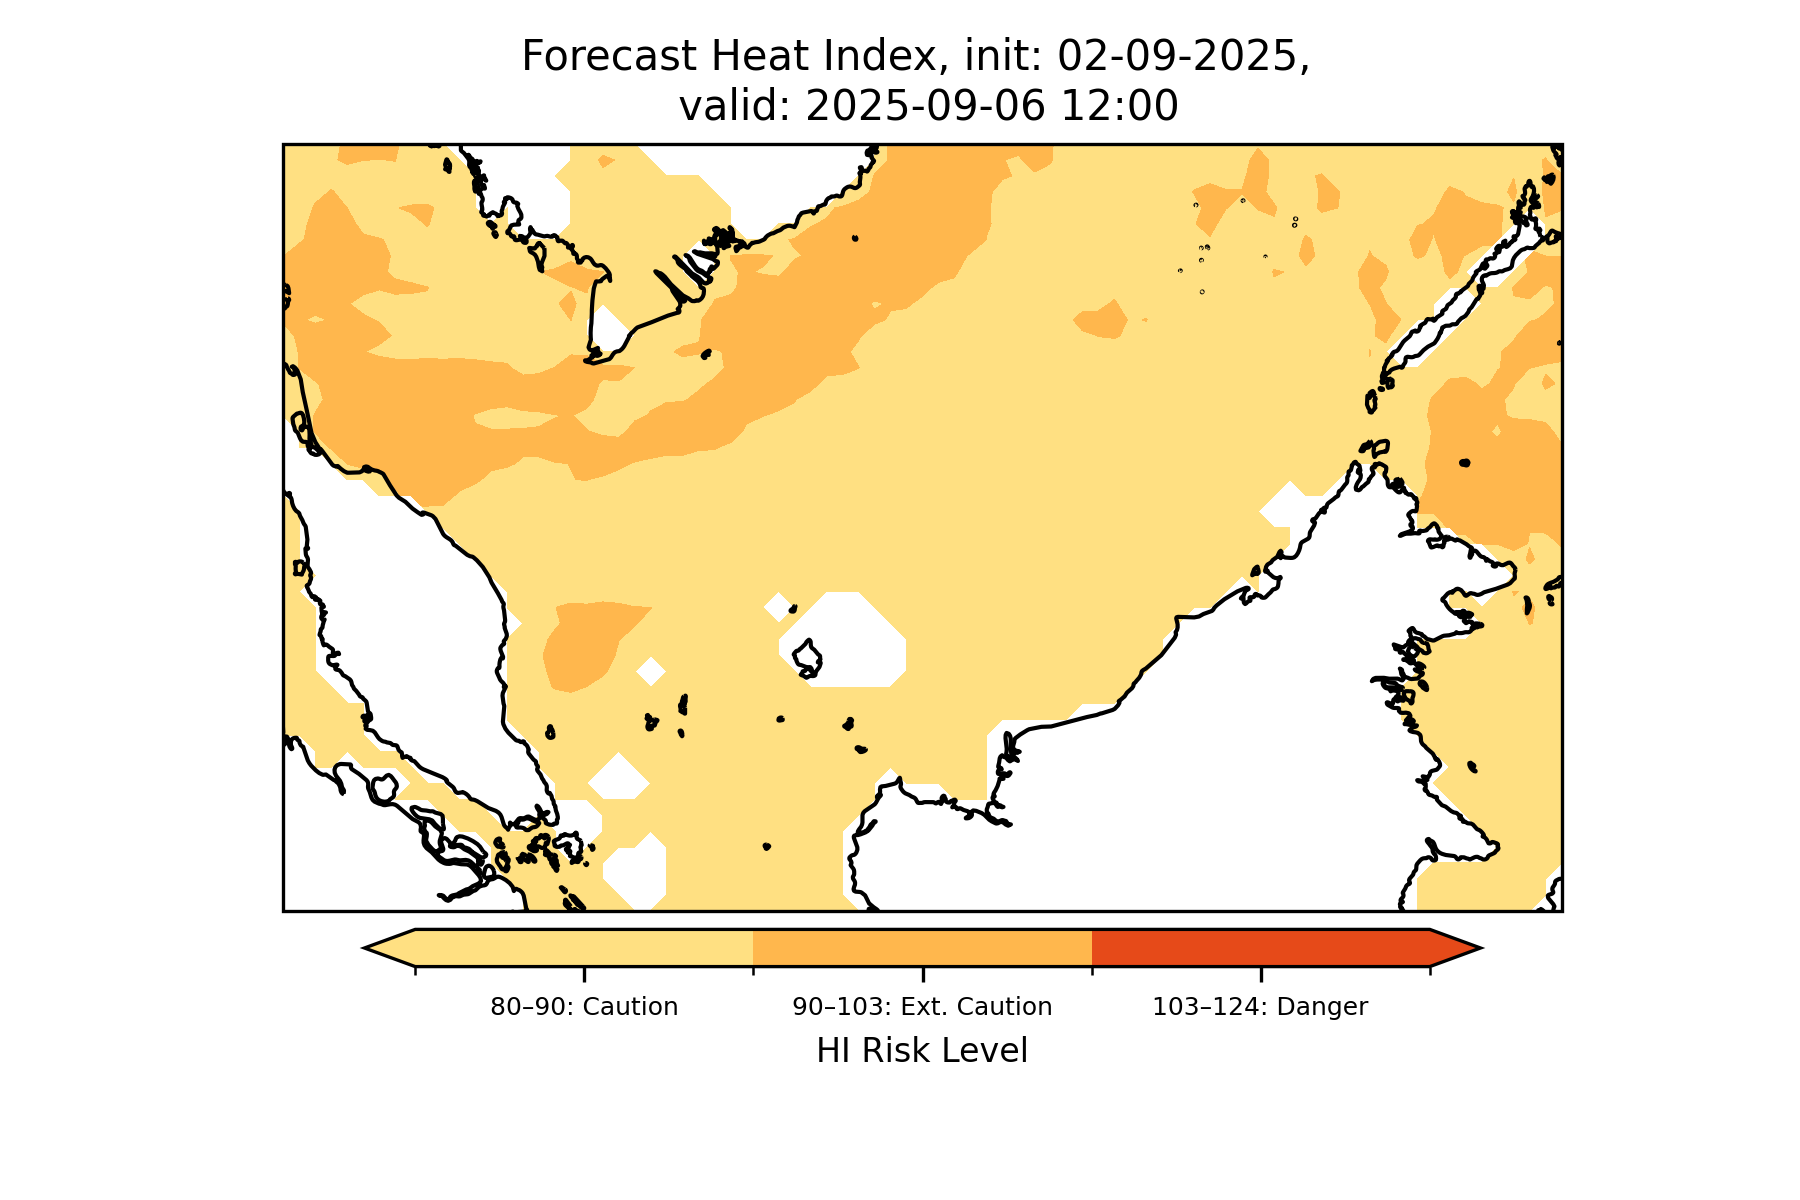 Forecast Heat Index, init: 02-09-2025,
valid: 2025-09-06 12:00
80–90: Caution
90–103: Ext. Caution
103–124: Danger
HI Risk Level